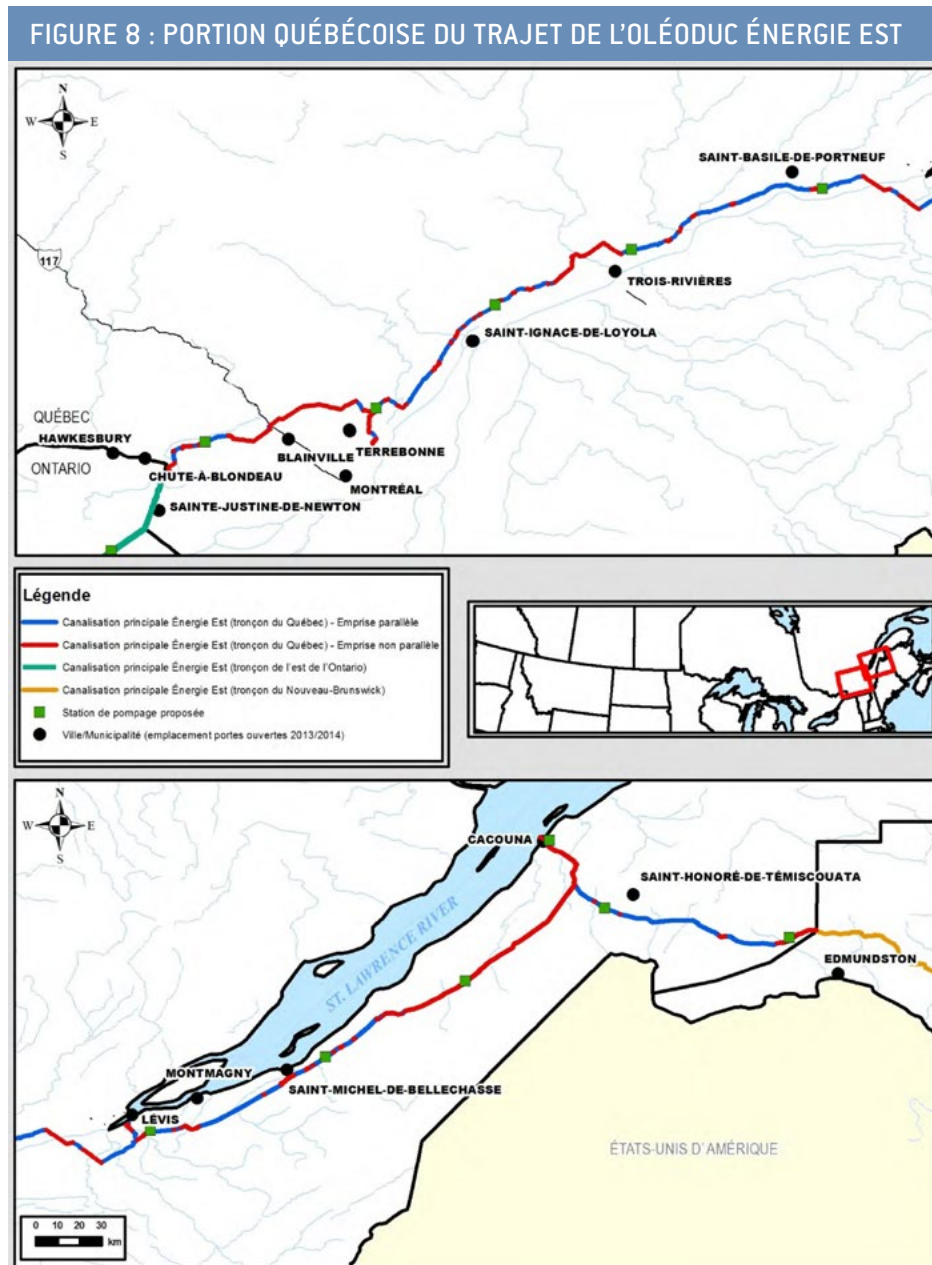 FIGURE 8 : PORTION QUÉBÉCOISE DU TRAJET DE L'OLÉODUC ÉNERGIE EST
N
W E
S
SAINT-BASILE-DE-PORTNEUF
117
TROIS-RIVIÈRES
SAINT-IGNACE-DE-LOYOLA
QUÉBEC
HAWKESBURY
ONTARIO
BLAINVILLE
TERREBONNE
CHUTE-À-BLONDEAU
MONTRÉAL
SAINTE-JUSTINE-DE-NEWTON
Légende
Canalisation principale Énergie Est (tronçon du Québec) - Emprise parallèle
Canalisation principale Énergie Est (tronçon du Québec) - Emprise non parallèle
Canalisation principale Énergie Est (tronçon de l'est de l'Ontario)
Canalisation principale Énergie Est (tronçon du Nouveau-Brunswick)
Station de pompage proposée
Ville/Municipalité (emplacement portes ouvertes 2013/2014)
N
W E
S
CACOUNA
SAINT-HONORÉ-DE-TÉMISCOUATA
ST. LAWRENCE RIVER
EDMUNDSTON
MONTMAGNY
SAINT-MICHEL-DE-BELLECHASSE
LÉVIS
ÉTATS-UNIS D'AMÉRIQUE
0 10 20 30
km